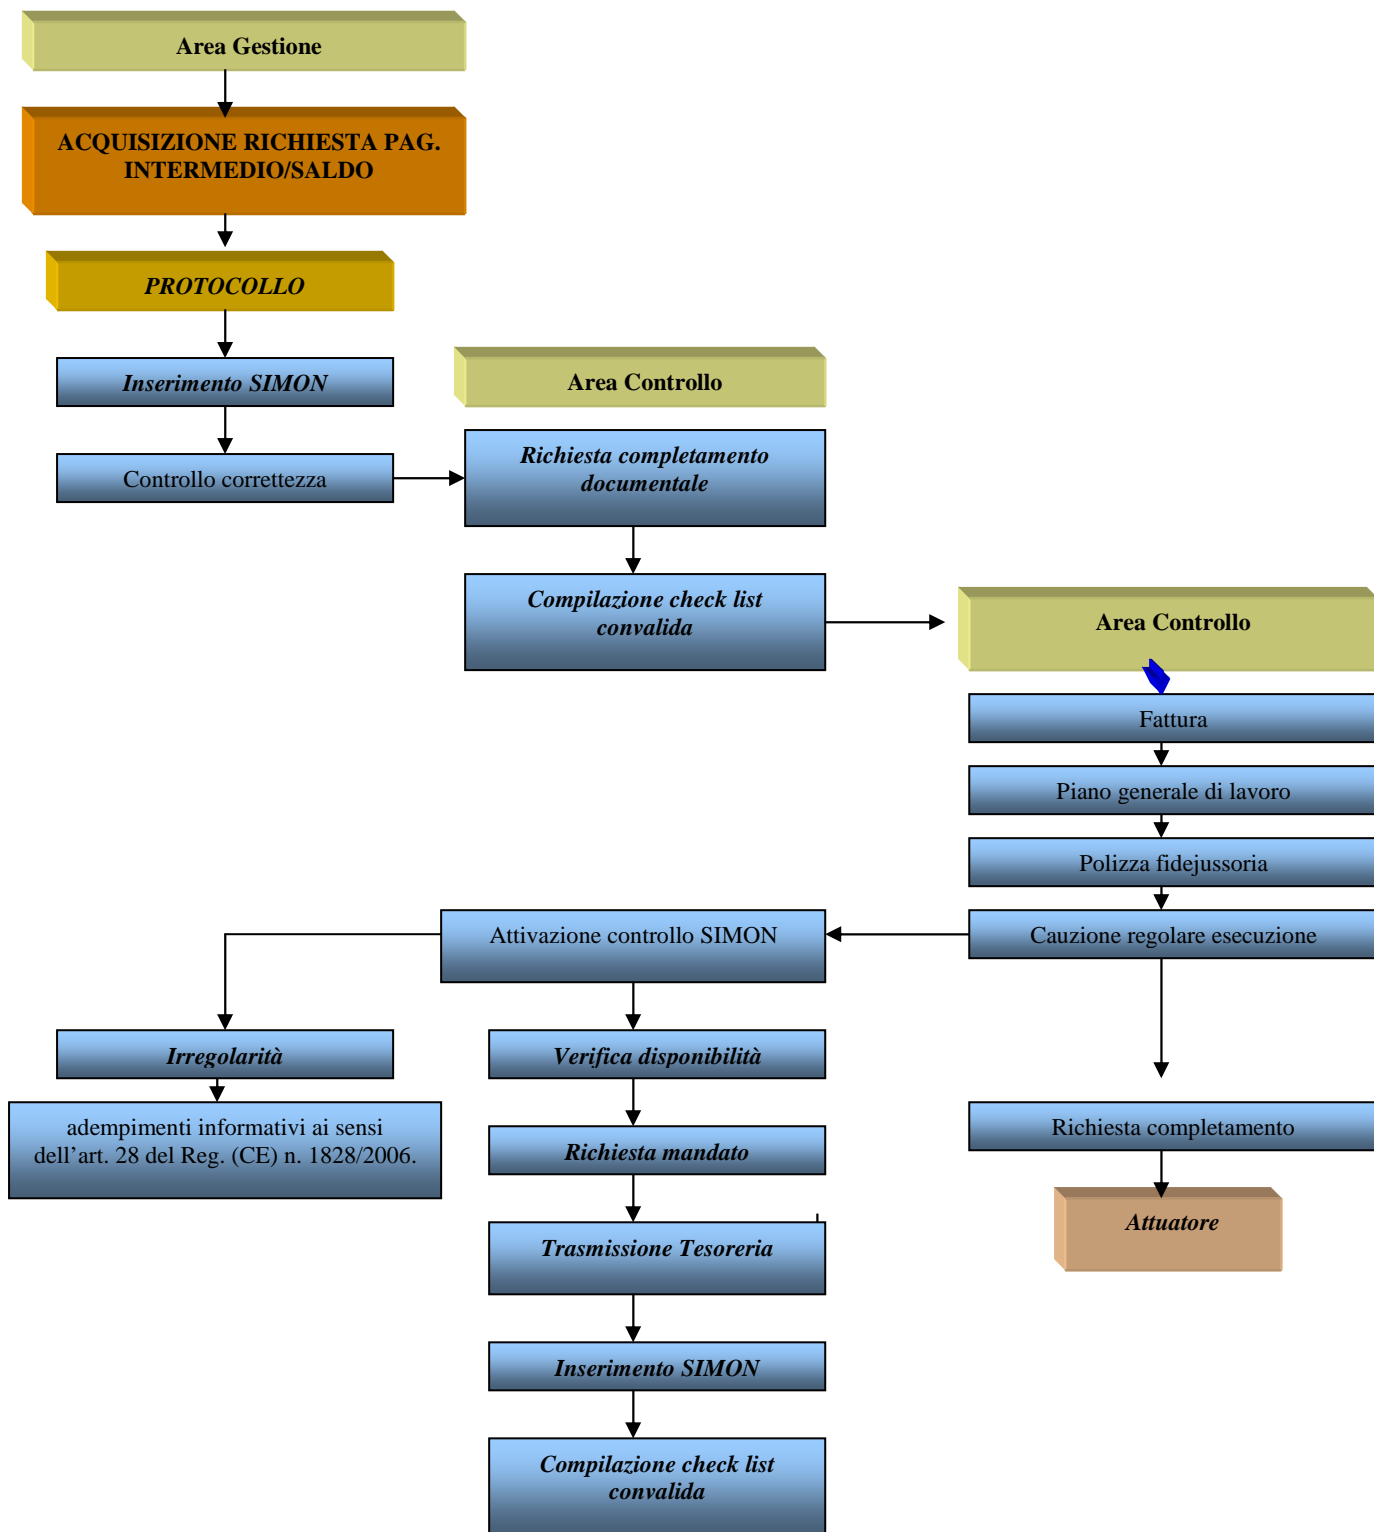 Area Gestione
ACQUISIZIONE RICHIESTA PAG.
INTERMEDIO/SALDO
PROTOCOLLO
Inserimento SIMON
Controllo correttezza
Area Controllo
Richiesta completamento
documentale
Compilazione check list
convalida
Area Controllo
Fattura
Piano generale di lavoro
Polizza fidejussoria
Cauzione regolare esecuzione
Attivazione controllo SIMON
Irregolarità
adempimenti informativi ai sensi
dell’art. 28 del Reg. (CE) n. 1828/2006.
Verifica disponibilità
Richiesta mandato
Trasmissione Tesoreria
Inserimento SIMON
Compilazione check list
convalida
Richiesta completamento
Attuatore